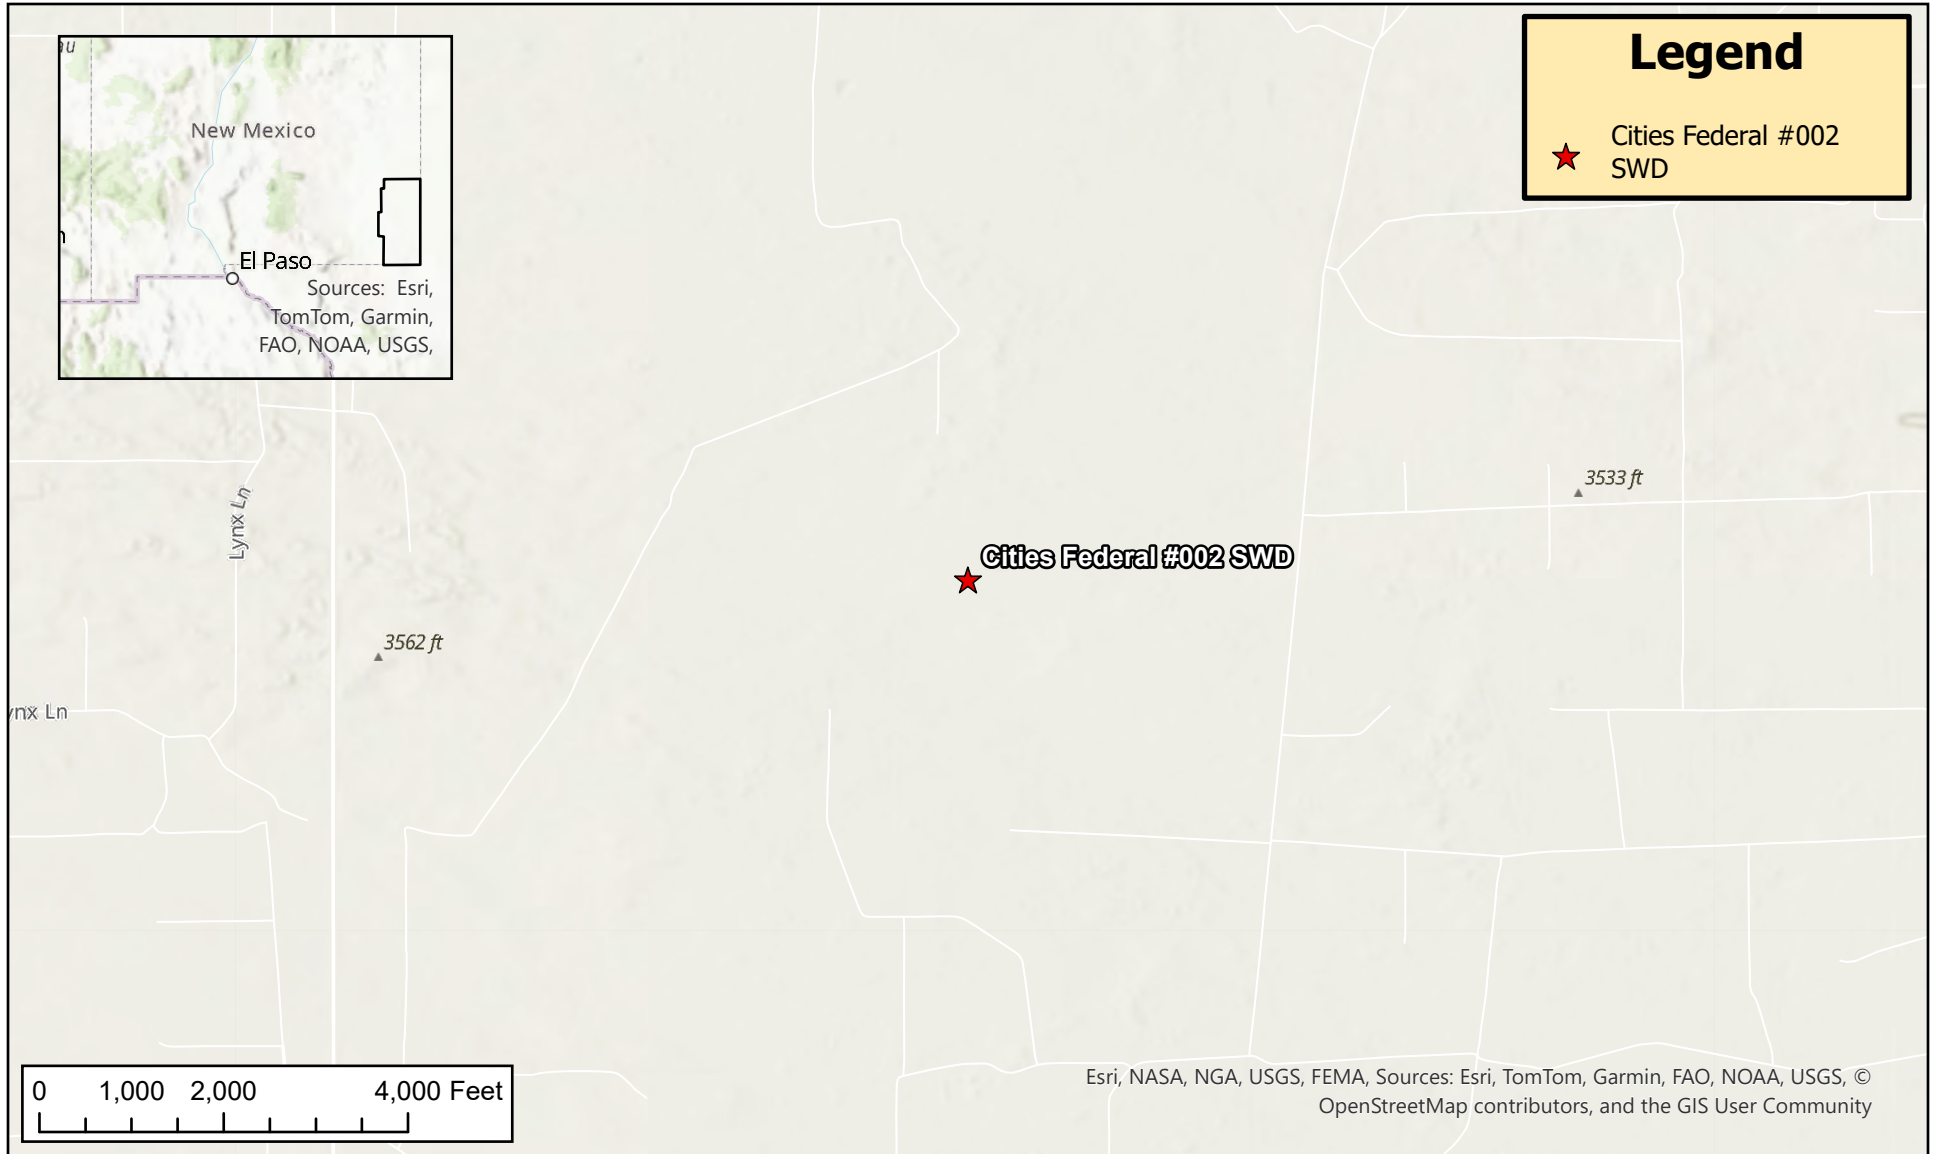 au
New Mexico
El Paso
Sources: Esri,
TomTom, Garmin,
FAO, NOAA, USGS,
Legend
Cities Federal #002
SWD
Lynx Ln
3533 ft
Cities Federal #002 SWD
3562 ft
ynx Ln
0 1,000 2,000 4,000 Feet
Esri, NASA, NGA, USGS, FEMA, Sources: Esri, TomTom, Garmin, FAO, NOAA, USGS, ©
OpenStreetMap contributors, and the GIS User Community